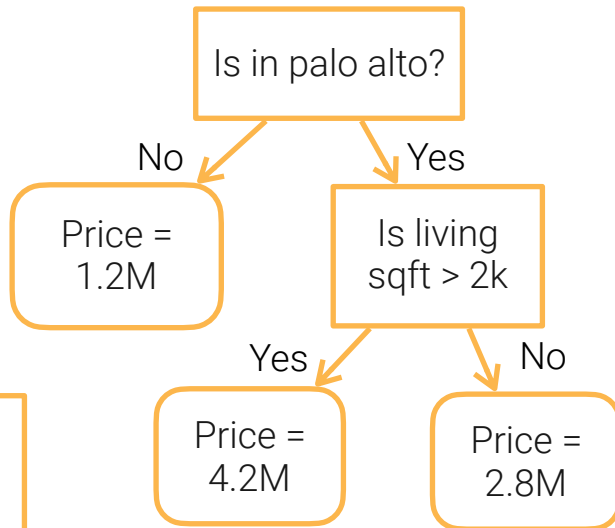 Is in palo alto?
No
Yes
Price =
1.2M
Is living
sqft > 2k
Yes
No
Price =
4.2M
Price =
2.8M